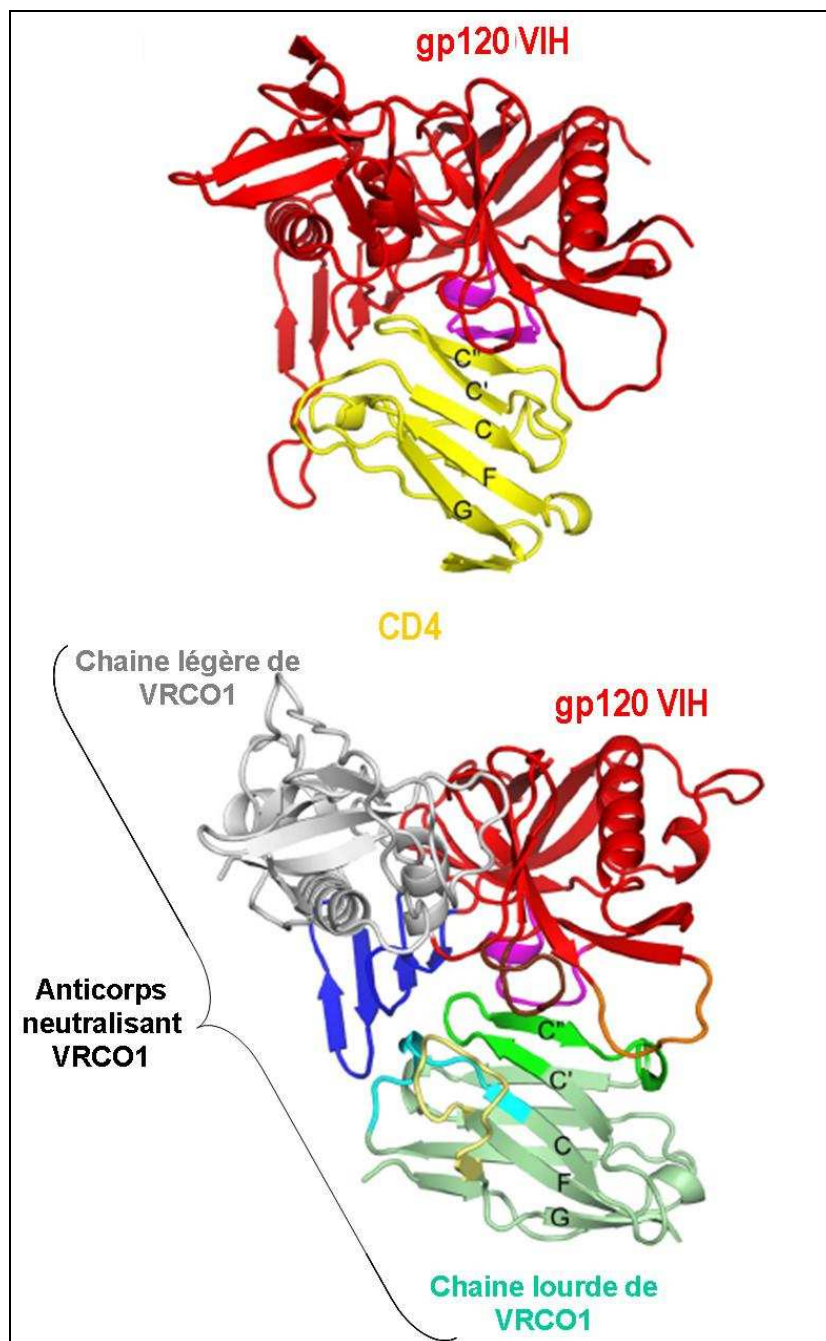 gp120 VIH
C"
C'
C
F
G
CD4
Chaine légère de
VRCO1
gp120 VIH
Anticorps
neutralisant
VRCO1
C"
C'
C
F
G
Chaine lourde de
VRCO1